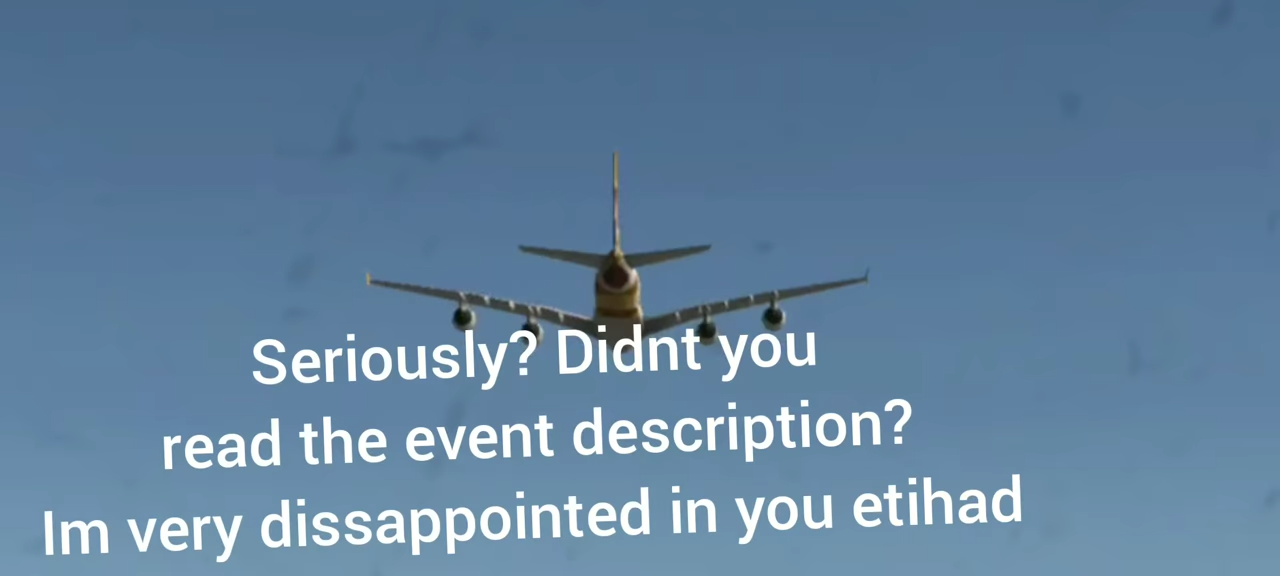 Seriously? Didnt you
read the event description?
Im very dissappointed in you etihad